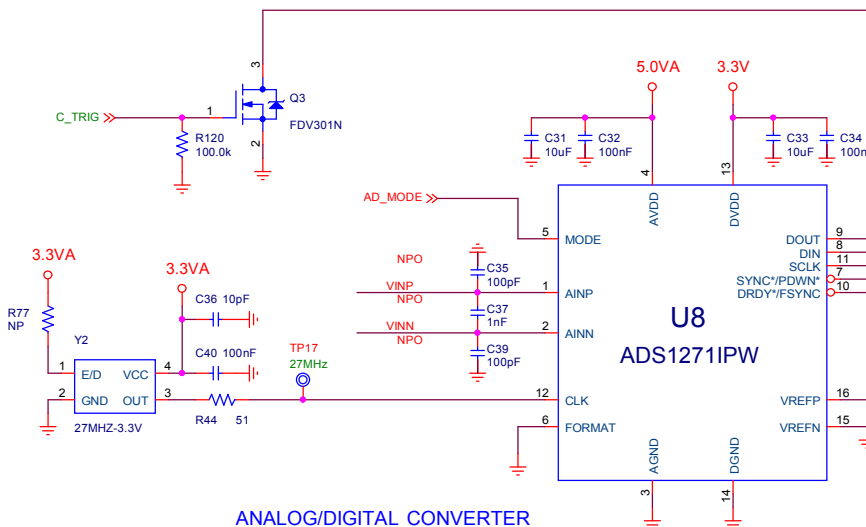 3
Q3
1
FDV301N
2
C_TRIG
R120
100.0k
5.0VA
3.3V
C31
10uF
C32
100nF
C33
10uF
C34
4
13
AVDD
DVDD
AD_MODE
5
MODE
DOUT
9
DIN
8
SCLK
11
SYNC*/PDWN*
7
DRDY*/FSYNC
10
NPO
C35
100pF
VINP
NPO
1
AINP
C37
1nF
VINN
NPO
2
AINN
C39
100pF
U8
ADS1271IPW
3.3VA
3.3VA
R77
NP
C36 10pF
Y2
C40 100nF
TP17
27MHz
1
E/D
VCC
4
2
GND
OUT
3
27MHZ-3.3V
R44 51
12
CLK
6
FORMAT
VREFP
16
VREFN
15
AGND
DGND
3
14
ANALOG/DIGITAL CONVERTER